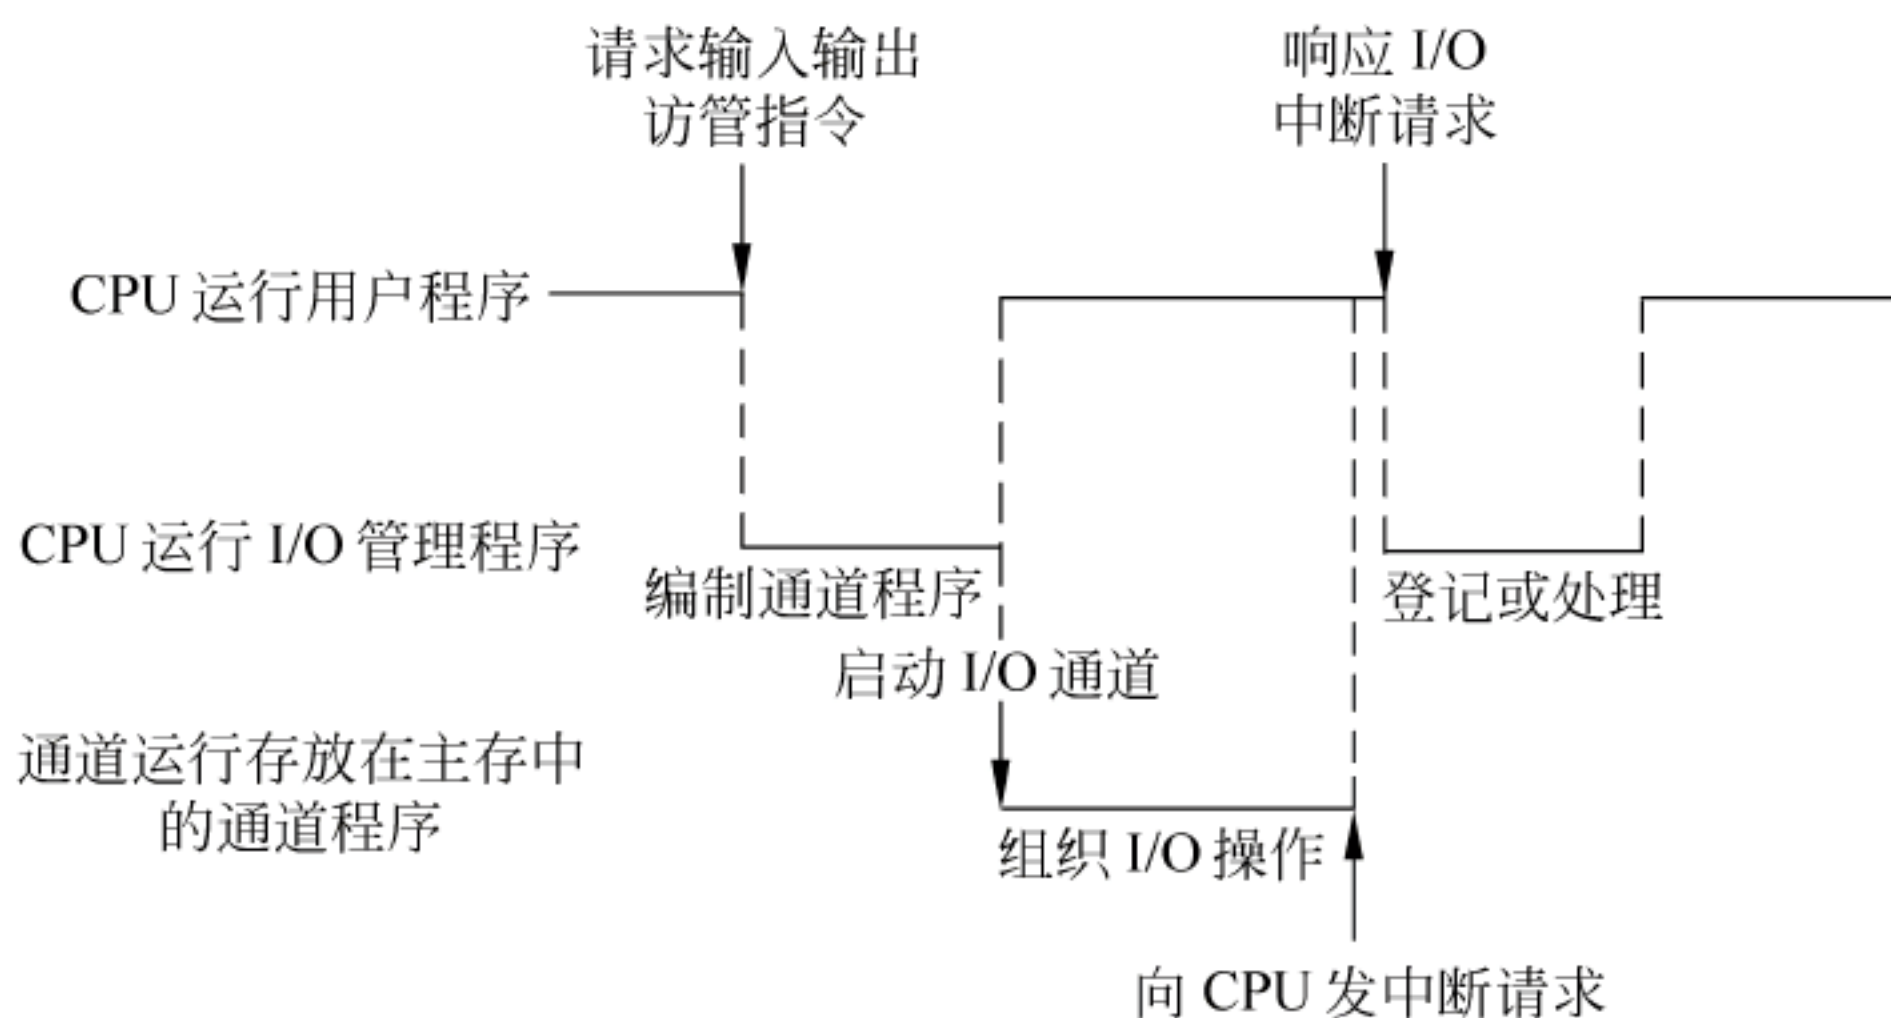 请求输入输出
访管指令
响应 I/O
中断请求
CPU 运行用户程序
CPU 运行 I/O 管理程序
编制通道程序
登记或处理
启动 I/O 通道
通道运行存放在主存中
的通道程序
组织 I/O 操作
向 CPU 发中断请求